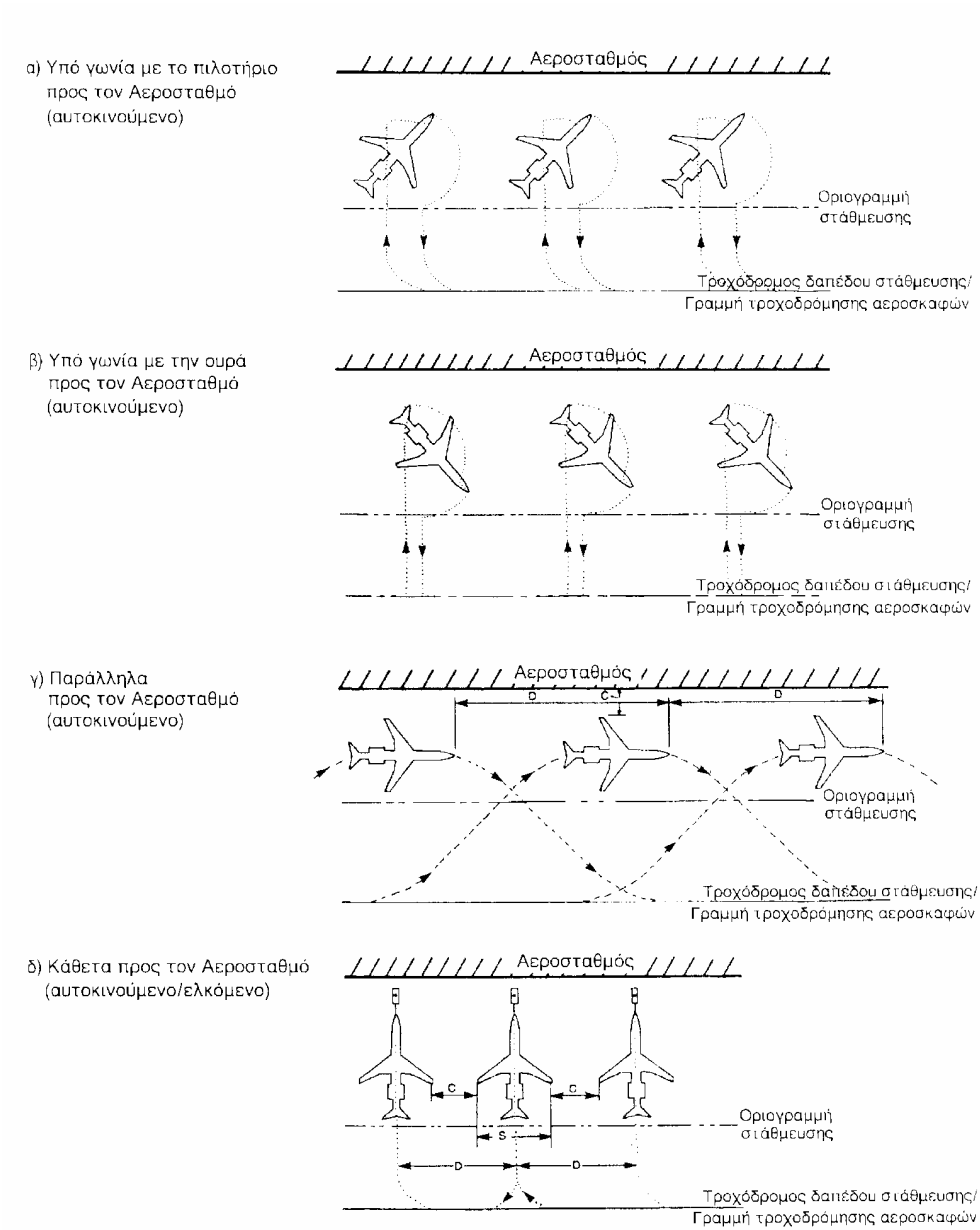 α) Υπό γωνία με το πιλοτήριο
προς τον Αεροσταθμό
(αυτοκινούμενο)
Αεροσταθμός
Οριογραμμή
στάθμευσης
Τροχόδρομος δαπέδου στάθμευσης/
Γραμμή τροχοδρόμησης αεροσκαφών
β) Υπό γωνία με την ουρά
προς τον Αεροσταθμό
(αυτοκινούμενο)
Αεροσταθμός
Οριογραμμή
στάθμευσης
Τροχόδρομος δαπέδου στάθμευσης/
Γραμμή τροχοδρόμησης αεροσκαφών
γ) Παράλληλα
προς τον Αεροσταθμό
(αυτοκινούμενο)
Αεροσταθμός
D C D
Οριογραμμή
στάθμευσης
Τροχόδρομος δαπέδου στάθμευσης/
Γραμμή τροχοδρόμησης αεροσκαφών
δ) Κάθετα προς τον Αεροσταθμό
(αυτοκινούμενο/ελκόμενο)
Αεροσταθμός
C C
Οριογραμμή
στάθμευσης
S
D D
Τροχόδρομος δαπέδου στάθμευσης/
Γραμμή τροχοδρόμησης αεροσκαφών